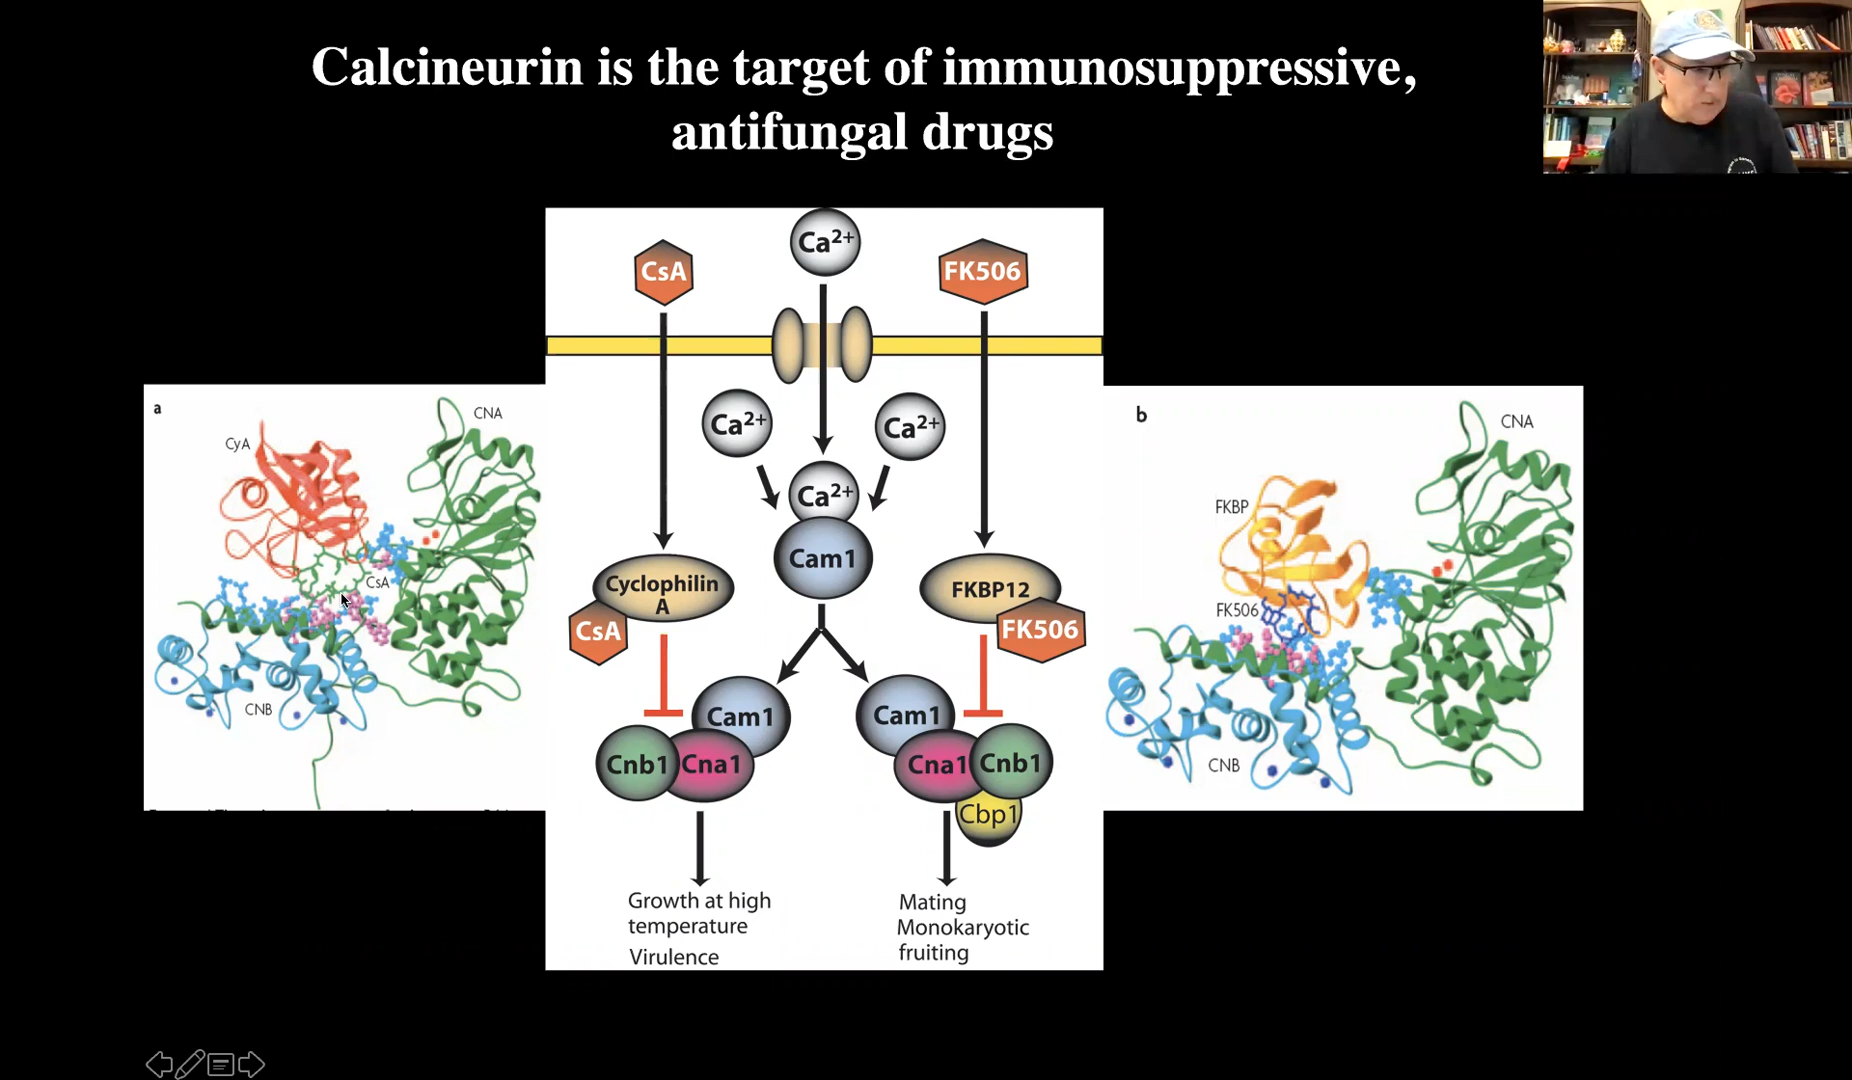 Calcineurin is the target of immunosuppressive,
antifungal drugs
Ca2+
CsA
FK506
Ca2+
Ca2+
Ca2+
Cam1
Cyclophilin
A
CsA
FKBP12
FK506
Cam1
Cam1
Cnb1
Cna1
Cna1
Cnb1
Cbp1
Growth at high
temperature
Virulence
Mating
Monokaryotic
fruiting
a
CNA
CyA
CsA
CNB
b
CNA
FKBP
FK506
CNB